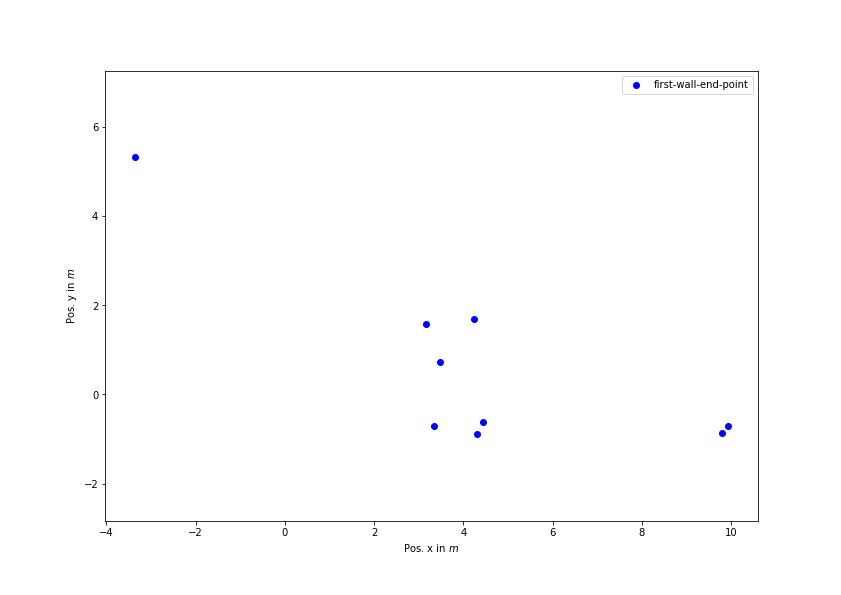 first-wall-end-point
6
4
2
0
−2
Pos. y in m
−4 −2 0 2 4 6 8 10
Pos. x in m